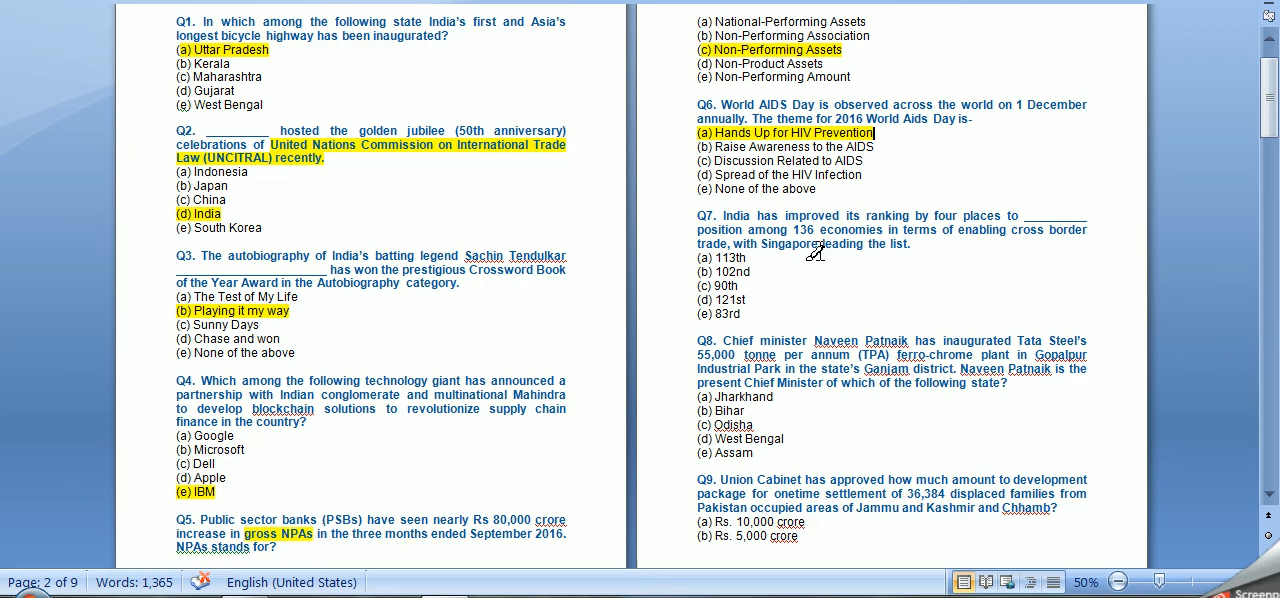 Q1. In which among the following state India's first and Asia's
longest bicycle highway has been inaugurated?
(a) Uttar Pradesh
(b) Kerala
(c) Maharashtra
(d) Gujarat
(e) West Bengal
Q2. _________ hosted the golden jubilee (50th anniversary)
celebrations of United Nations Commission on International Trade
Law (UNCITRAL) recently.
(a) Indonesia
(b) Japan
(c) China
(d) India
(e) South Korea
Q3. The autobiography of India's batting legend Sachin Tendulkar
______________________ has won the prestigious Crossword Book
of the Year Award in the Autobiography category.
(a) The Test of My Life
(b) Playing it my way
(c) Sunny Days
(d) Chase and won
(e) None of the above
Q4. Which among the following technology giant has announced a
partnership with Indian conglomerate and multinational Mahindra
to develop blockchain solutions to revolutionize supply chain
finance in the country?
(a) Google
(b) Microsoft
(c) Dell
(d) Apple
(e) IBM
Q5. Public sector banks (PSBs) have seen nearly Rs 80,000 crore
increase in gross NPAs in the three months ended September 2016.
NPAs stands for?
(a) National-Performing Assets
(b) Non-Performing Association
(c) Non-Performing Assets
(d) Non-Product Assets
(e) Non-Performing Amount
Q6. World AIDS Day is observed across the world on 1 December
annually. The theme for 2016 World Aids Day is-
(a) Hands Up for HIV Prevention
(b) Raise Awareness to the AIDS
(c) Discussion Related to AIDS
(d) Spread of the HIV Infection
(e) None of the above
Q7. India has improved its ranking by four places to _________
position among 136 economies in terms of enabling cross border
trade, with Singapore leading the list.
(a) 113th
(b) 102nd
(c) 90th
(d) 121st
(e) 83rd
Q8. Chief minister Naveen Patnaik has inaugurated Tata Steel's
55,000 tonne per annum (TPA) ferro-chrome plant in Gopalpur
Industrial Park in the state's Ganjam district. Naveen Patnaik is the
present Chief Minister of which of the following state?
(a) Jharkhand
(b) Bihar
(c) Odisha
(d) West Bengal
(e) Assam
Q9. Union Cabinet has approved how much amount to development
package for onetime settlement of 36,384 displaced families from
Pakistan occupied areas of Jammu and Kashmir and Chhamb?
(a) Rs. 10,000 crore
(b) Rs. 5,000 crore
Page: 2 of 9 Words: 1,365 English (United States) 50%